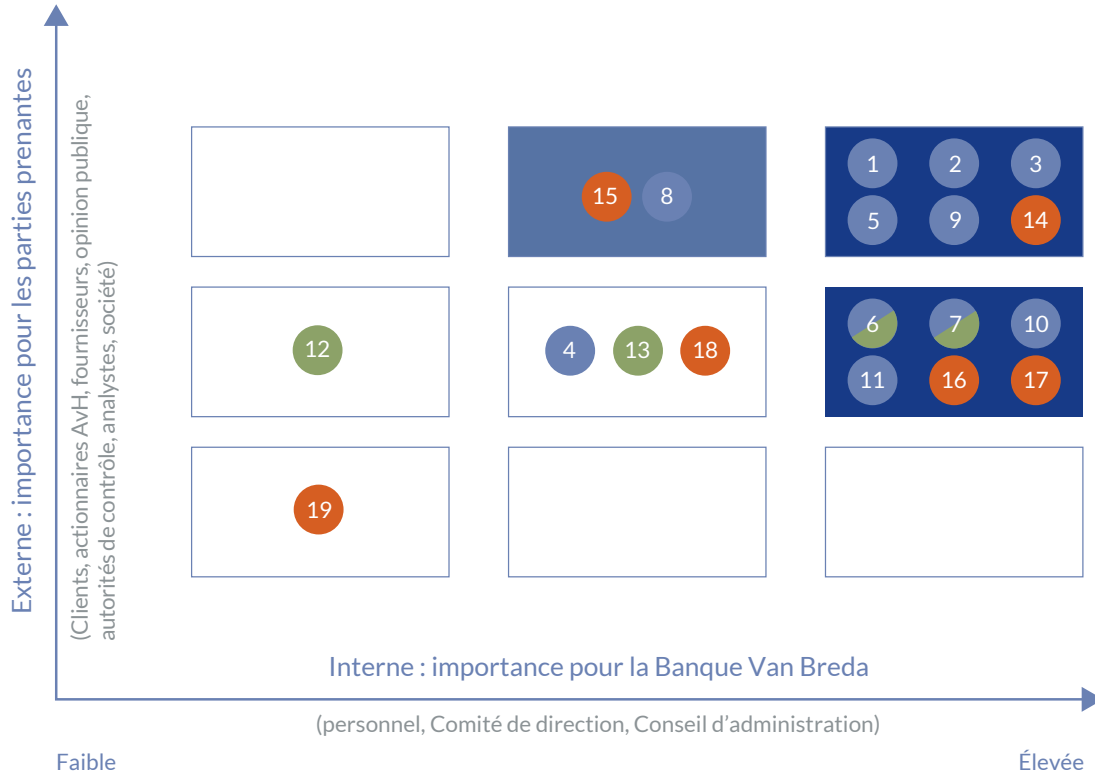 Externe : importance pour les parties prenantes
(Clients, actionnaires AvH, fournisseurs, opinion publique,
autorités de contrôle, analystes, société)
15 8
1 2 3
5 9 14
12
4 13 18
6 7 10
11 16 17
19
Interne : importance pour la Banque Van Breda
(personnel, Comité de direction, Conseil d'administration)
Faible
Élevée